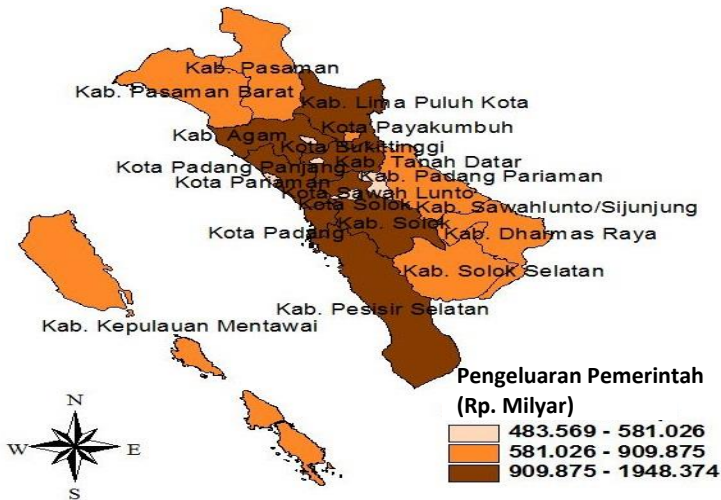 Kab. Pasaman
Kab. Pasaman Barat
Kab. Lima Puluh Kota
Kab. Agam
Kota Payakumbuh
Kota Bukittinggi
Kota Padang Panjang
Kab. Tanah Datar
Kab. Padang Pariaman
Kota Pariaman
Kota Sawah Lunto
Kota Solok
Kab. Sawahlunto/Sijunjung
Kab. Solok
Kota Padang
Kab. Dharmas Raya
Kab. Solok Selatan
Kab. Pesisir Selatan
Kab. Kepulauan Mentawai
Pengeluaran Pemerintah
(Rp. Milyar)
483.569 - 581.026
581.026 - 909.875
909.875 - 1948.374
N
W
E
S